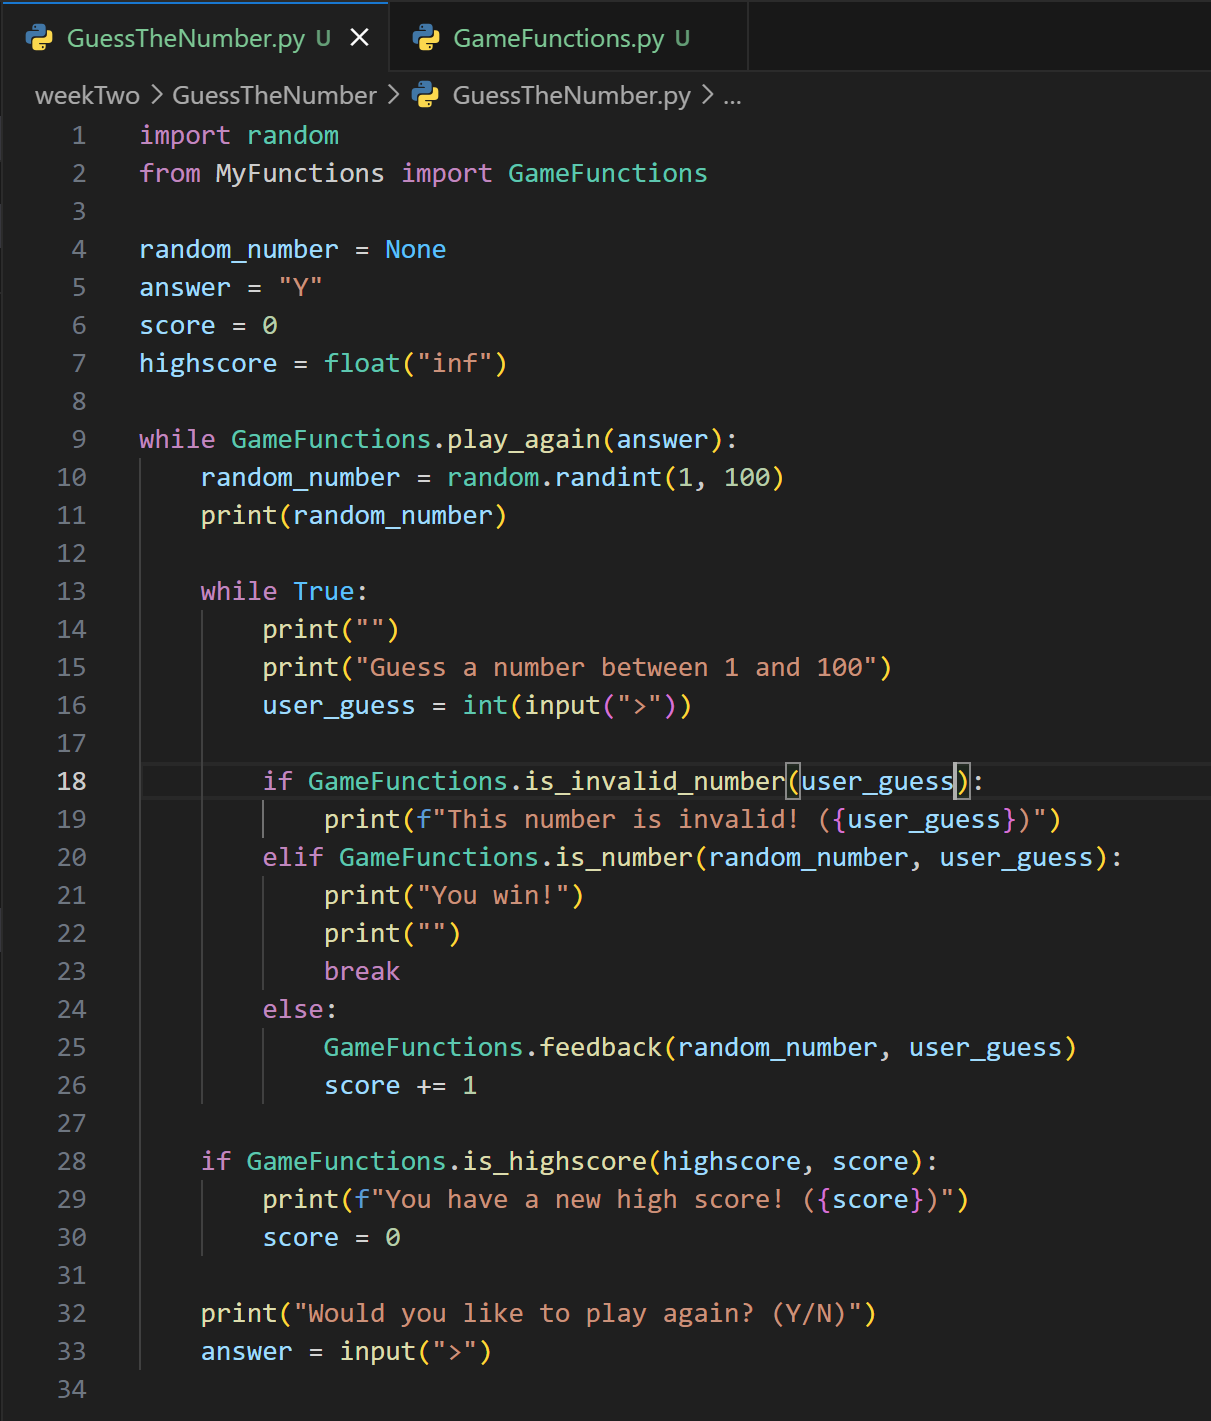 GuessTheNumber.py U × GameFunctions.py U
weekTwo > GuessTheNumber > GuessTheNumber.py > ...
1 import random
2 from MyFunctions import GameFunctions
3
4 random_number = None
5 answer = "Y"
6 score = 0
7 highscore = float("inf")
8
9 while GameFunctions.play_again(answer):
10     random_number = random.randint(1, 100)
11     print(random_number)
12
13     while True:
14         print("")
15         print("Guess a number between 1 and 100")
16         user_guess = int(input(">"))
17
18         if GameFunctions.is_invalid_number(user_guess):
19             print(f"This number is invalid! ({user_guess})")
20         elif GameFunctions.is_number(random_number, user_guess):
21             print("You win!")
22             print("")
23             break
24         else:
25             GameFunctions.feedback(random_number, user_guess)
26             score += 1
27
28     if GameFunctions.is_highscore(highscore, score):
29         print(f"You have a new high score! ({score})")
30         score = 0
31
32     print("Would you like to play again? (Y/N)")
33     answer = input(">")
34